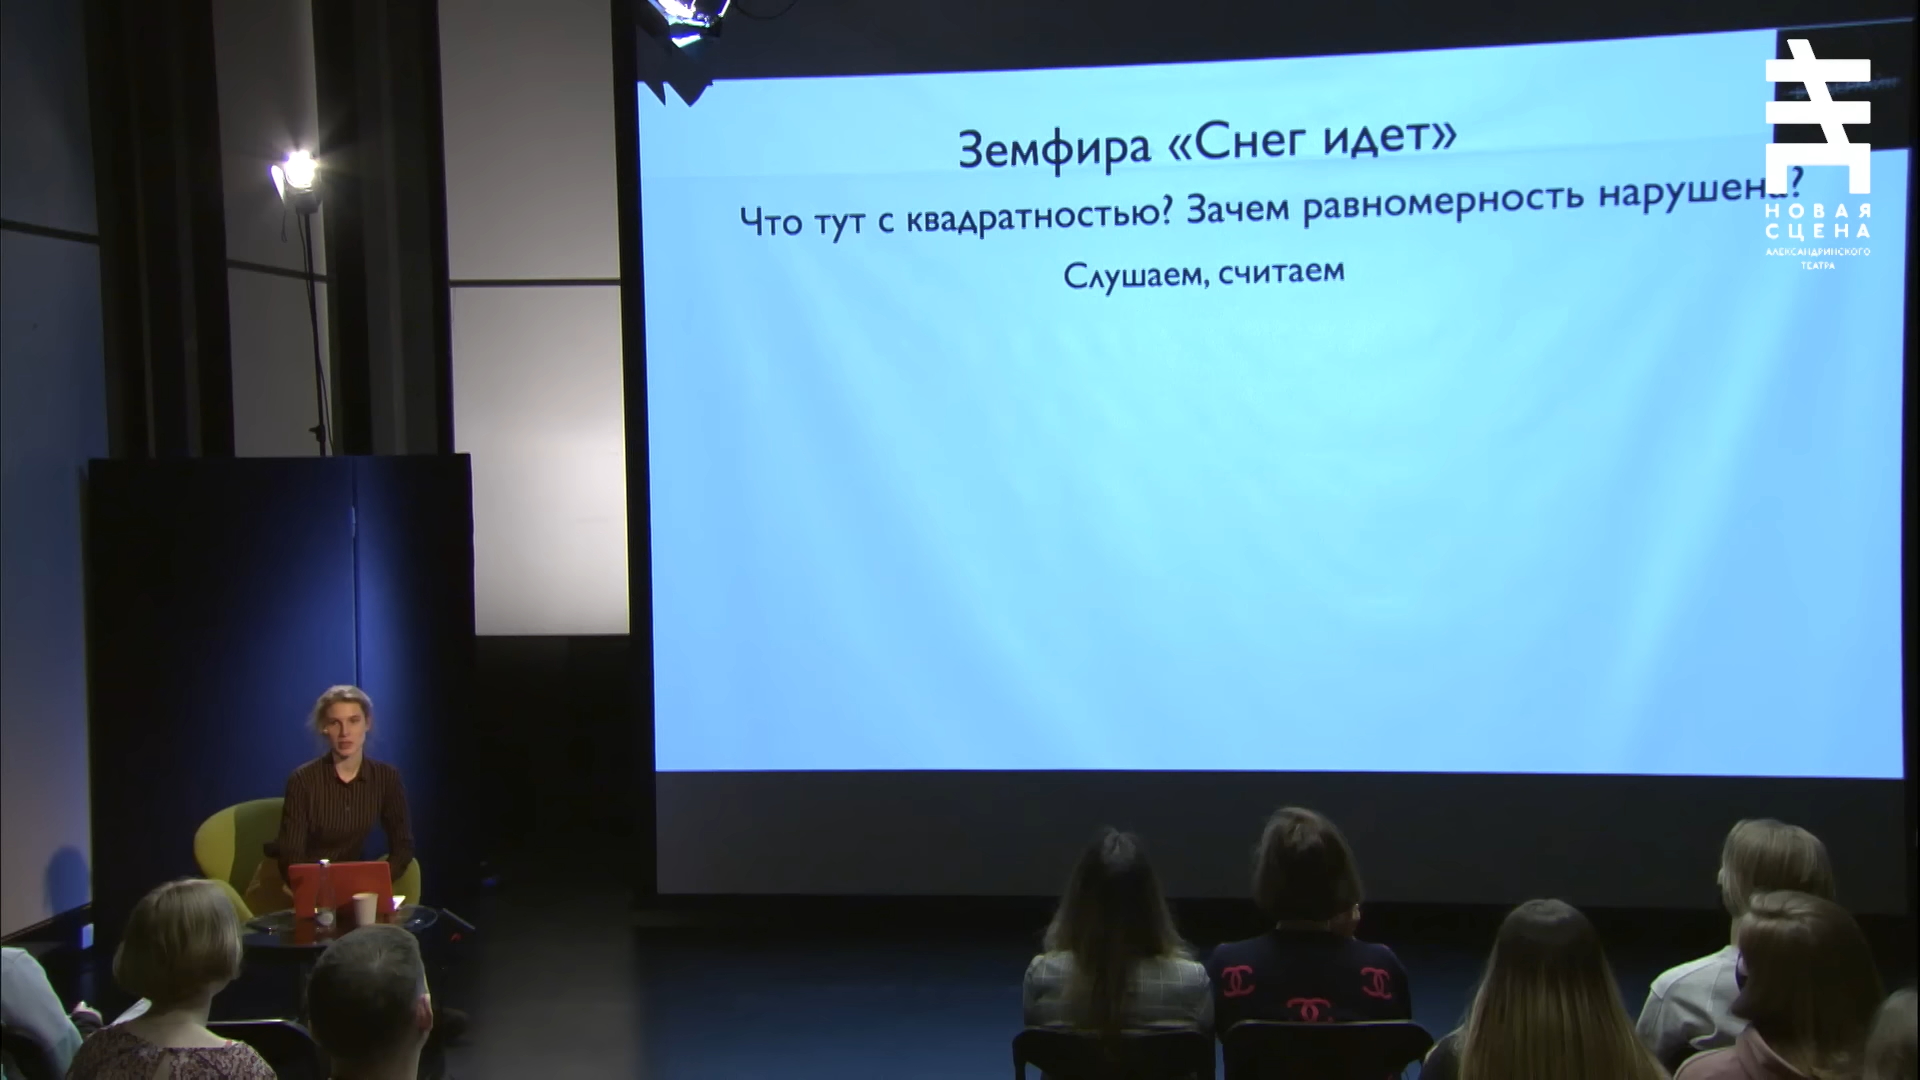 Земфира «Снег идет»
Что тут с квадратностью? Зачем равномерность нарушена?
Слушаем, считаем
НОВАЯ
СЦЕНА
АЛЕКСАНДРИНСКОГО
ТЕАТРА